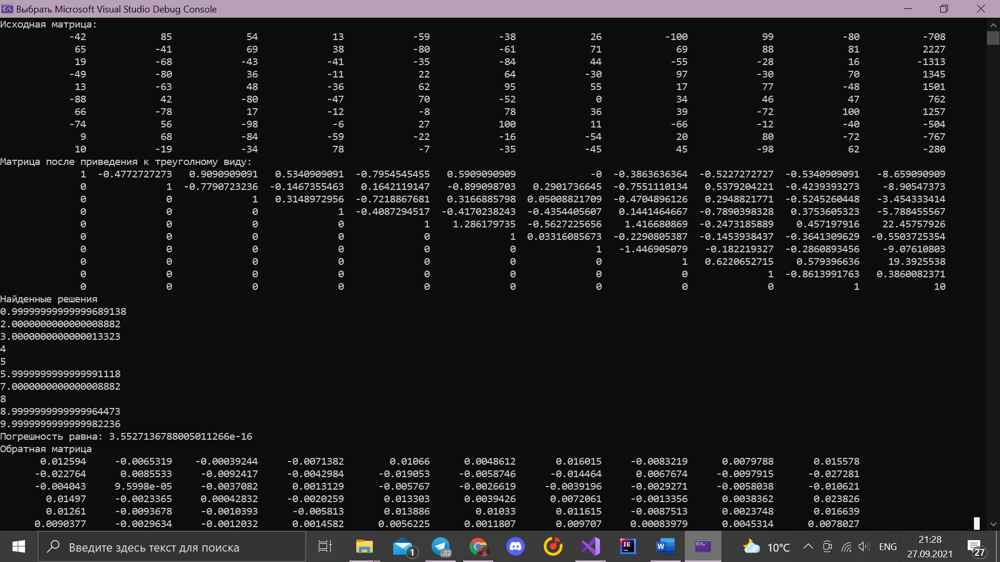 Выбрать Microsoft Visual Studio Debug Console
Исходная матрица:
-42 85 54 13 -59 -38 26 -100 99 -80 -708
65 -41 69 38 -80 -61 71 69 88 81 2227
19 -68 -43 -41 -35 -84 44 -55 -28 16 -1313
-49 -80 36 -11 22 64 -30 97 -30 70 1345
13 -63 48 -36 62 95 55 17 77 -48 1501
-88 42 -80 -47 70 -52 0 34 46 47 762
66 -78 17 -12 -8 78 36 39 -72 100 1257
-74 56 -98 -6 27 100 11 -66 -12 -40 -504
9 68 -84 -59 -22 -16 -54 20 80 -72 -767
10 -19 -34 78 -7 -35 -45 45 -98 62 -280
Матрица после приведения к треуголному виду:
1 -0.4772727273 0.9090909091 0.5340909091 -0.7954545455 0.5909090909 -0 -0.3863636364 -0.5227272727 -0.5340909091 -8.659090909
0 1 -0.7790723236 -0.1467355463 0.1642119147 -0.899098703 0.2901736645 -0.7551110134 0.5379204221 -0.4239393273 -8.90547373
0 0 1 0.3148972956 -0.7218867681 0.3166885798 0.05008821709 -0.4704896126 0.2948821771 -0.5245260448 -3.454333414
0 0 0 1 -0.4087294517 -0.4170238243 -0.4354405607 0.1441464667 -0.7890398328 0.3753605323 -5.788455567
0 0 0 0 1 1.286179735 -0.5627225656 1.416680869 -0.2473185889 0.457197916 22.45757926
0 0 0 0 0 1 0.03316085673 -0.2290805387 -0.1453938437 -0.3641309629 -0.5503725354
0 0 0 0 0 0 1 -1.446905079 -0.182219327 -0.2860893456 -9.07610803
0 0 0 0 0 0 0 1 0.6220652715 0.579396636 19.3925538
0 0 0 0 0 0 0 0 1 -0.8613991763 0.3860082371
0 0 0 0 0 0 0 0 0 1 10
Найденные решения
0.99999999999999689138
2.0000000000000008882
3.0000000000000013323
4
5
5.9999999999999991118
7.0000000000000008882
8
8.9999999999999964473
9.9999999999999982236
Погрешность равна: 3.5527136788005011266e-16
Обратная матрица
0.012594 -0.0065319 -0.00039244 -0.0071382 0.01066 0.0048612 0.016015 -0.0083219 0.0079788 0.015578
-0.022764 0.0085533 -0.0092417 -0.0042984 -0.019053 -0.0058746 -0.014464 0.0067674 -0.0097915 -0.027281
-0.004043 9.5998e-05 -0.0037082 0.0013129 -0.005767 -0.0026619 -0.0039196 -0.0029271 -0.0058038 -0.010621
0.01497 -0.0023365 0.00042832 -0.0020259 0.013303 0.0039426 0.0072061 -0.0013356 0.0038362 0.023826
0.01261 -0.0093678 -0.0010393 -0.005813 0.013886 0.01033 0.011615 -0.0087513 0.0023748 0.016639
0.0090377 -0.0029634 -0.0012032 0.0014582 0.0056225 0.0011807 0.009707 0.00083979 0.0045314 0.0078027
Введите здесь текст для поиска
1
02
10°C
ENG
21:28
27.09.2021
27